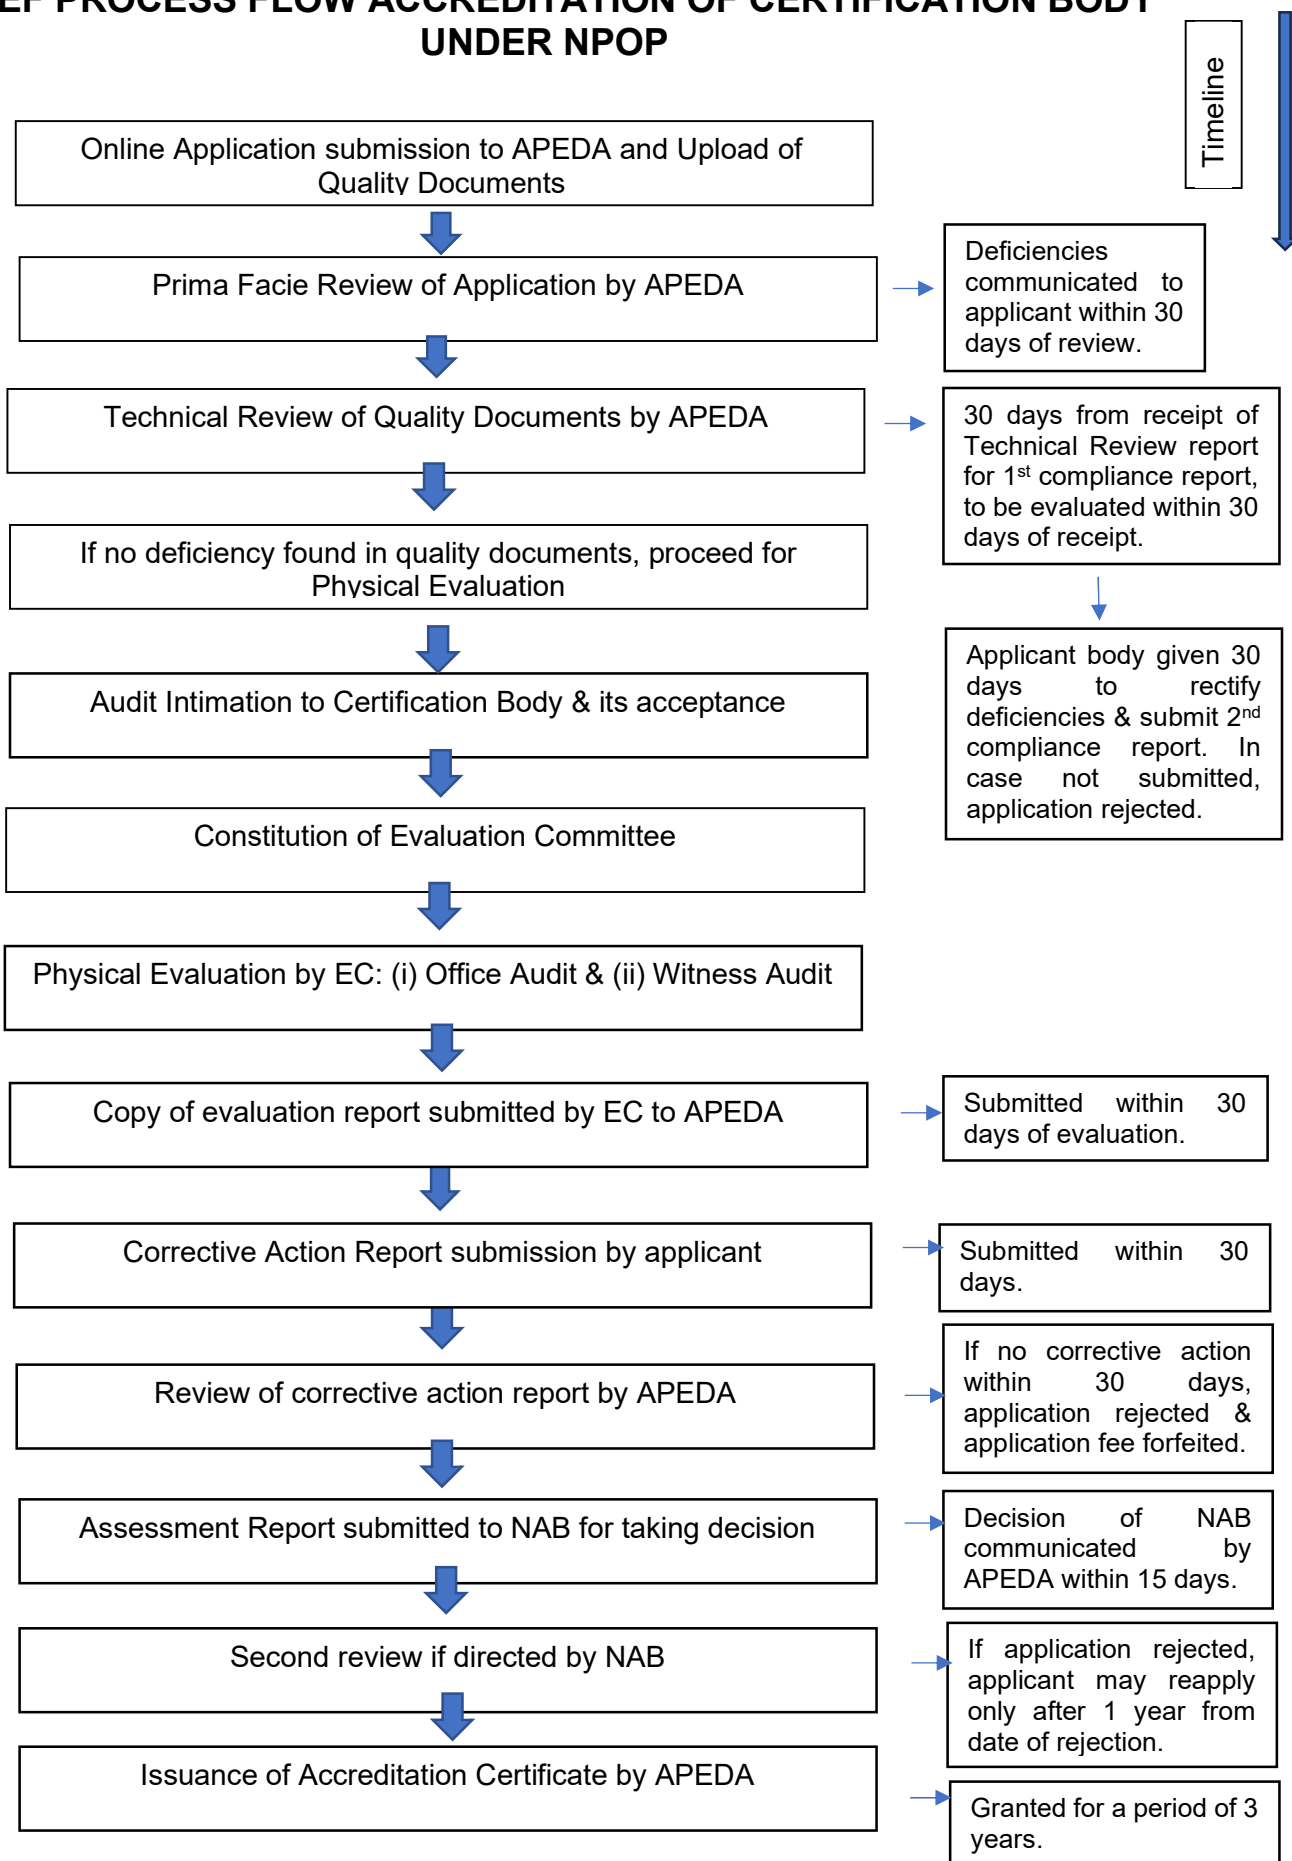 EF PROCESS FLOW ACCREDITATION OF CERTIFICATION BODY
UNDER NPOP
Timeline
Online Application submission to APEDA and Upload of
Quality Documents
Prima Facie Review of Application by APEDA
Deficiencies
communicated to
applicant within 30
days of review.
Technical Review of Quality Documents by APEDA
30 days from receipt of
Technical Review report
for 1st compliance report,
to be evaluated within 30
days of receipt.
If no deficiency found in quality documents, proceed for
Physical Evaluation
Applicant body given 30
days to rectify
deficiencies & submit 2nd
compliance report. In
case not submitted,
application rejected.
Audit Intimation to Certification Body & its acceptance
Constitution of Evaluation Committee
Physical Evaluation by EC: (i) Office Audit & (ii) Witness Audit
Copy of evaluation report submitted by EC to APEDA
Submitted within 30
days of evaluation.
Corrective Action Report submission by applicant
Submitted within 30
days.
Review of corrective action report by APEDA
If no corrective action
within 30 days,
application rejected &
application fee forfeited.
Assessment Report submitted to NAB for taking decision
Decision of NAB
communicated by
APEDA within 15 days.
Second review if directed by NAB
If application rejected,
applicant may reapply
only after 1 year from
date of rejection.
Issuance of Accreditation Certificate by APEDA
Granted for a period of 3
years.